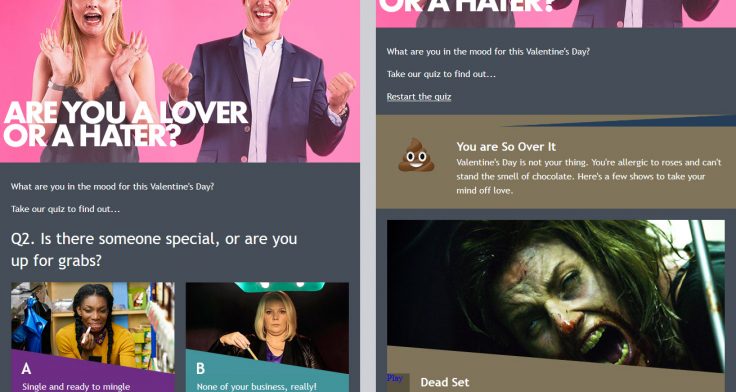 ARE YOU A LOVER
OR A HATER?
What are you in the mood for this Valentine's Day?
Take our quiz to find out...
Q2. Is there someone special, or are you
up for grabs?
A
Single and ready to mingle
B
None of your business, really!
OR A HATER?
What are you in the mood for this Valentine's Day?
Take our quiz to find out...
Restart the quiz
You are So Over It
Valentine's Day is not your thing. You're allergic to roses and can't
stand the smell of chocolate. Here's a few shows to take your
mind off love.
Play
Dead Set